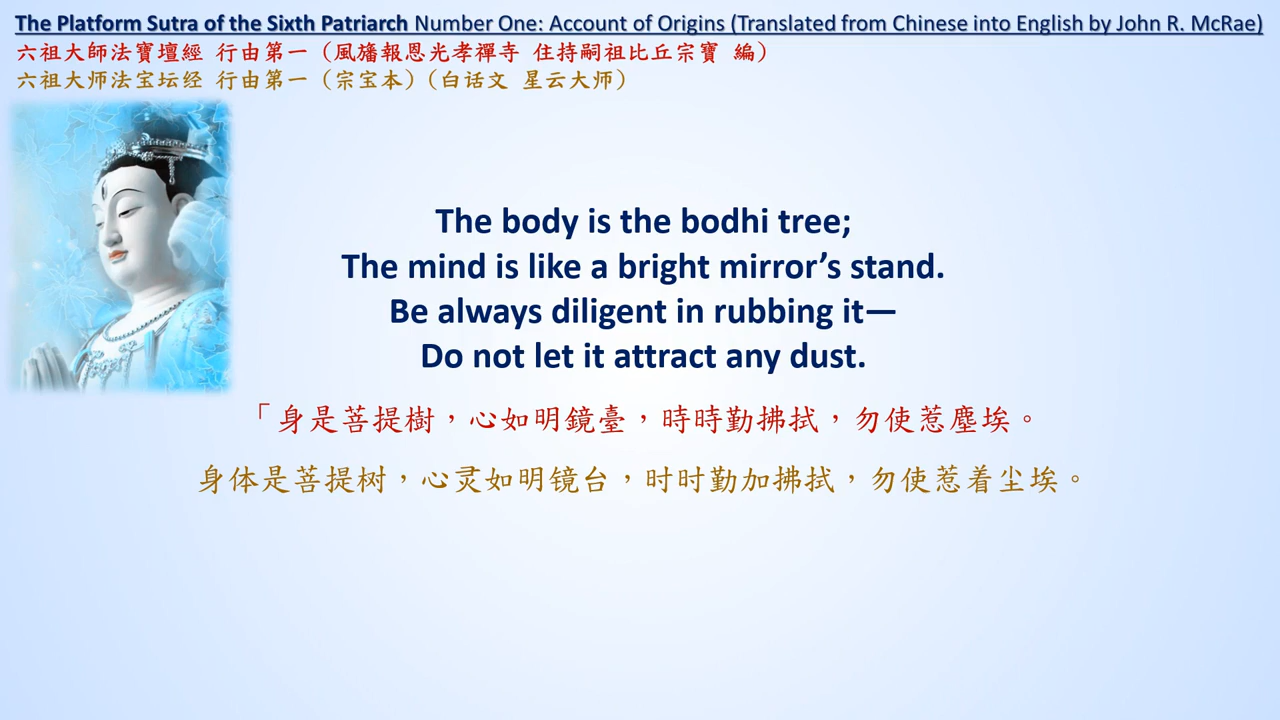 The Platform Sutra of the Sixth Patriarch Number One: Account of Origins (Translated from Chinese into English by John R. McRae)
六祖大師法寶壇經 行由第一（風旛報恩光孝禪寺 住持嗣祖比丘宗寶 編）
六祖大师法宝坛经 行由第一（宗宝本）(白话文 星云大师）
The body is the bodhi tree;
The mind is like a bright mirror’s stand.
Be always diligent in rubbing it—
Do not let it attract any dust.
「身是菩提樹，心如明鏡臺，時時勤拂拭，勿使惹塵埃。
身体是菩提树，心灵如明镜台，时时勤加拂拭，勿使惹着尘埃。